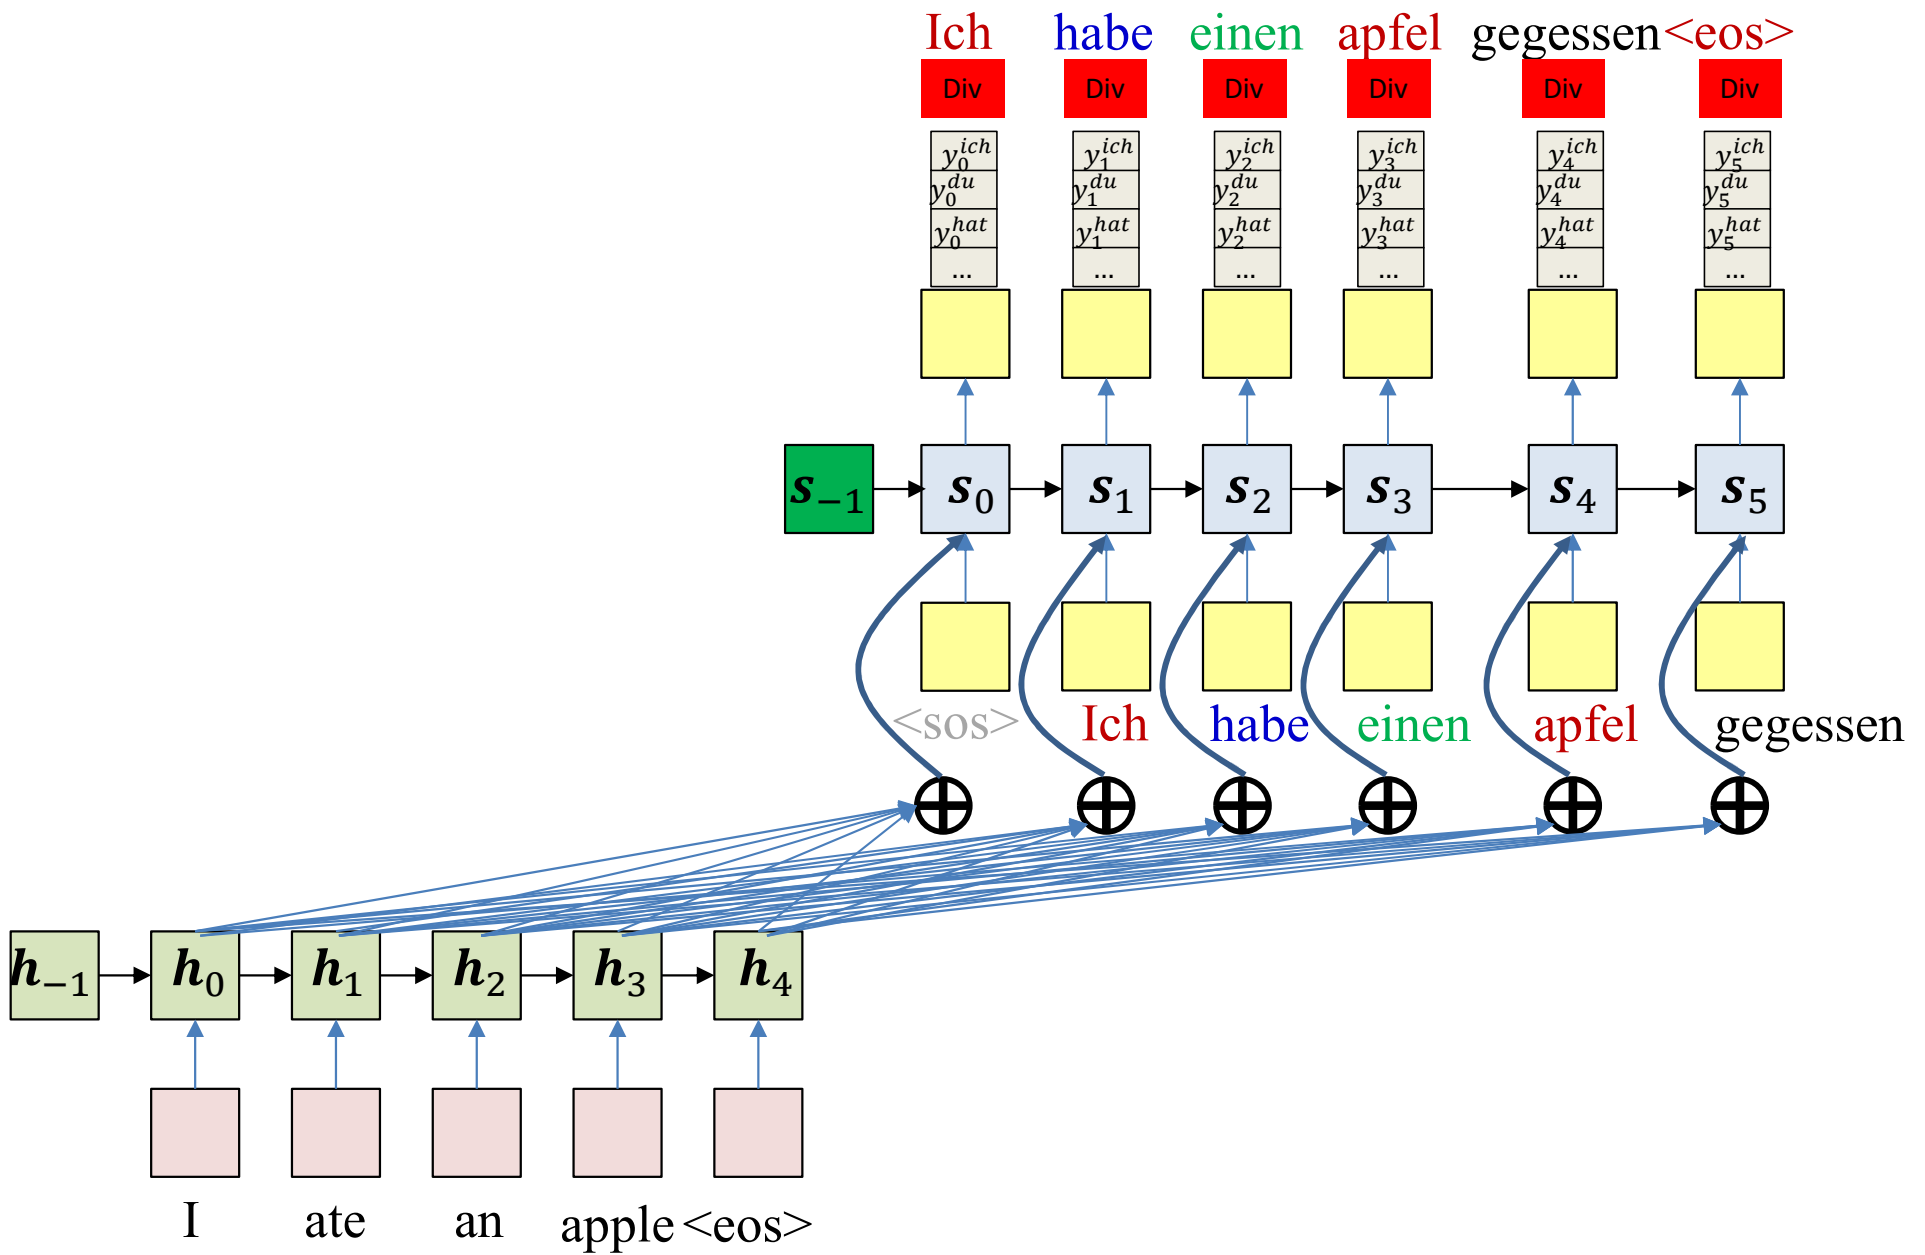 Ich habe einen apfel gegessen <eos>
Div Div Div Div Div Div
y_0^{ich} y_1^{ich} y_2^{ich} y_3^{ich} y_4^{ich} y_5^{ich}
y_0^{du} y_1^{du} y_2^{du} y_3^{du} y_4^{du} y_5^{du}
y_0^{hat} y_1^{hat} y_2^{hat} y_3^{hat} y_4^{hat} y_5^{hat}
... ... ... ... ... ...
s_{−1} s_0 s_1 s_2 s_3 s_4 s_5
<sos> Ich habe einen apfel gegessen
h_{−1} h_0 h_1 h_2 h_3 h_4
I ate an apple <eos>